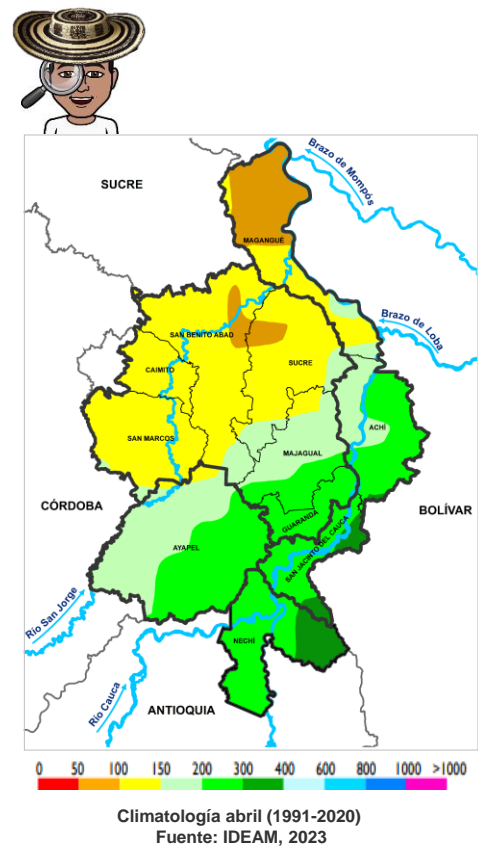 SUCRE
Brazo de Mompós
MAGANGUÉ
Brazo de Loba
SAN BENITO ABAD
SUCRE
CAIMITO
ACHÍ
SAN MARCOS
MAJAGUAL
CÓRDOBA
BOLÍVAR
GUARANDA
AYAPEL
SAN JACINTO DEL CAUCA
Río San Jorge
NECHÍ
Río Cauca
ANTIOQUIA
0 50 100 150 200 300 400 600 800 1000 >1000
Climatología abril (1991-2020)
Fuente: IDEAM, 2023